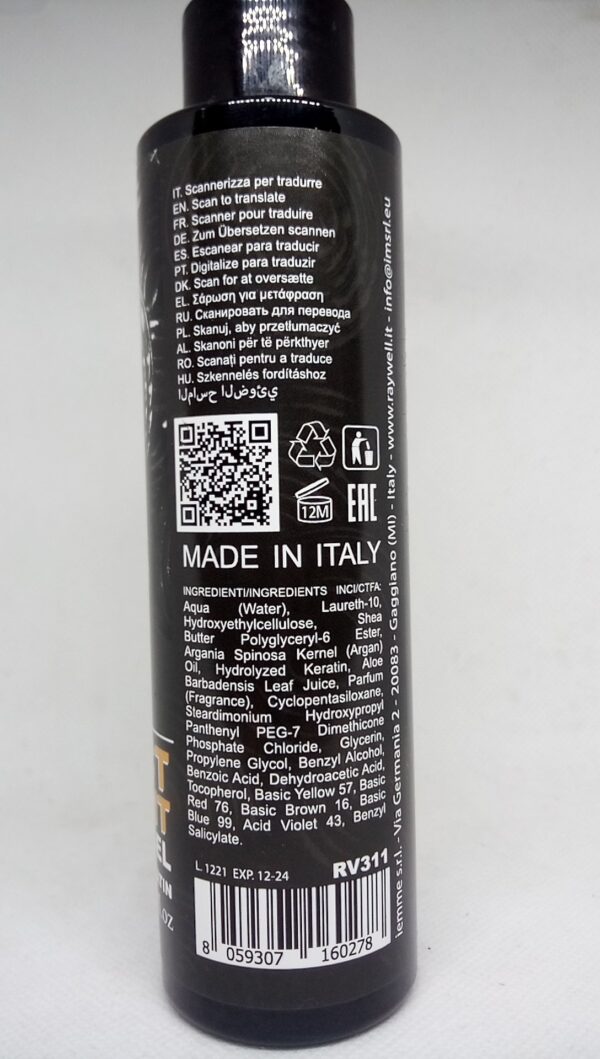 IT. Scannerizza per tradurre
EN. Scan to translate
FR. Scanner pour traduire
DE. Zum Übersetzen scannen
ES. Escanear para traducir
PT. Digitalize para traduzir
DK. Scan for at oversætte
EL. Σάρωση για μετάφραση
RU. Сканировать для перевода
PL. Skanuj, aby przetłumaczyć
AL. Skanoni për të përkthyer
RO. Scanați pentru a traduce
HU. Szkennelés fordításhoz
الماسح الضوئي
12M
EAC
MADE IN ITALY
INGREDIENTI/INGREDIENTS INCI/CTFA:
Aqua (Water), Laureth-10,
Hydroxyethylcellulose, Shea
Butter Polyglyceryl-6 Ester,
Argania Spinosa Kernel (Argan)
Oil, Hydrolyzed Keratin, Aloe
Barbadensis Leaf Juice, Parfum
(Fragrance), Cyclopentasiloxane,
Steardimonium Hydroxypropyl
Panthenyl PEG-7 Dimethicone
Phosphate Chloride, Glycerin,
Propylene Glycol, Benzyl Alcohol,
Benzoic Acid, Dehydroacetic Acid,
Tocopherol, Basic Yellow 57, Basic
Red 76, Basic Brown 16, Basic
Blue 99, Acid Violet 43, Benzyl
Salicylate.
L. 1221 EXP. 12-24
RV311
8 059307 160278
iemme s.r.l. - Via Germania 2 - 20083 - Gaggiano (MI) - Italy - www.raywell.it - info@imsrl.eu